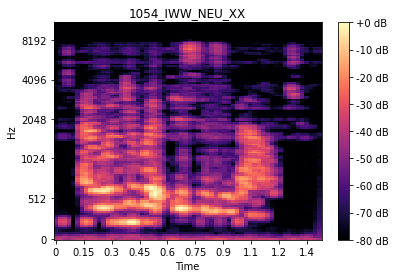 1054_IWW_NEU_XX
+0 dB
8192
-10 dB
4096
-20 dB
-30 dB
2048
Hz
-40 dB
1024
-50 dB
512
-60 dB
-70 dB
0
-80 dB
0 0.15 0.3 0.45 0.6 0.75 0.9 1.1 1.2 1.4
Time